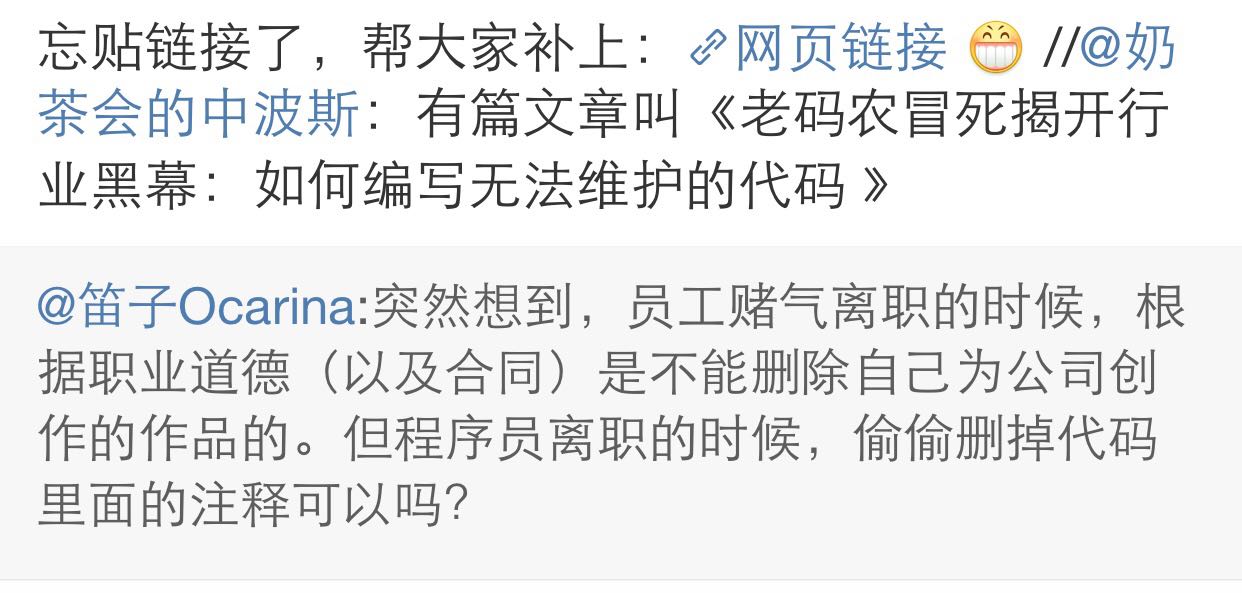 忘贴链接了，帮大家补上：网页链接😁 //@奶
茶会的中波斯：有篇文章叫《老码农冒死揭开行
业黑幕：如何编写无法维护的代码 》
@笛子Ocarina:突然想到，员工赌气离职的时候，根
据职业道德（以及合同）是不能删除自己为公司创
作的作品的。但程序员离职的时候，偷偷删掉代码
里面的注释可以吗？